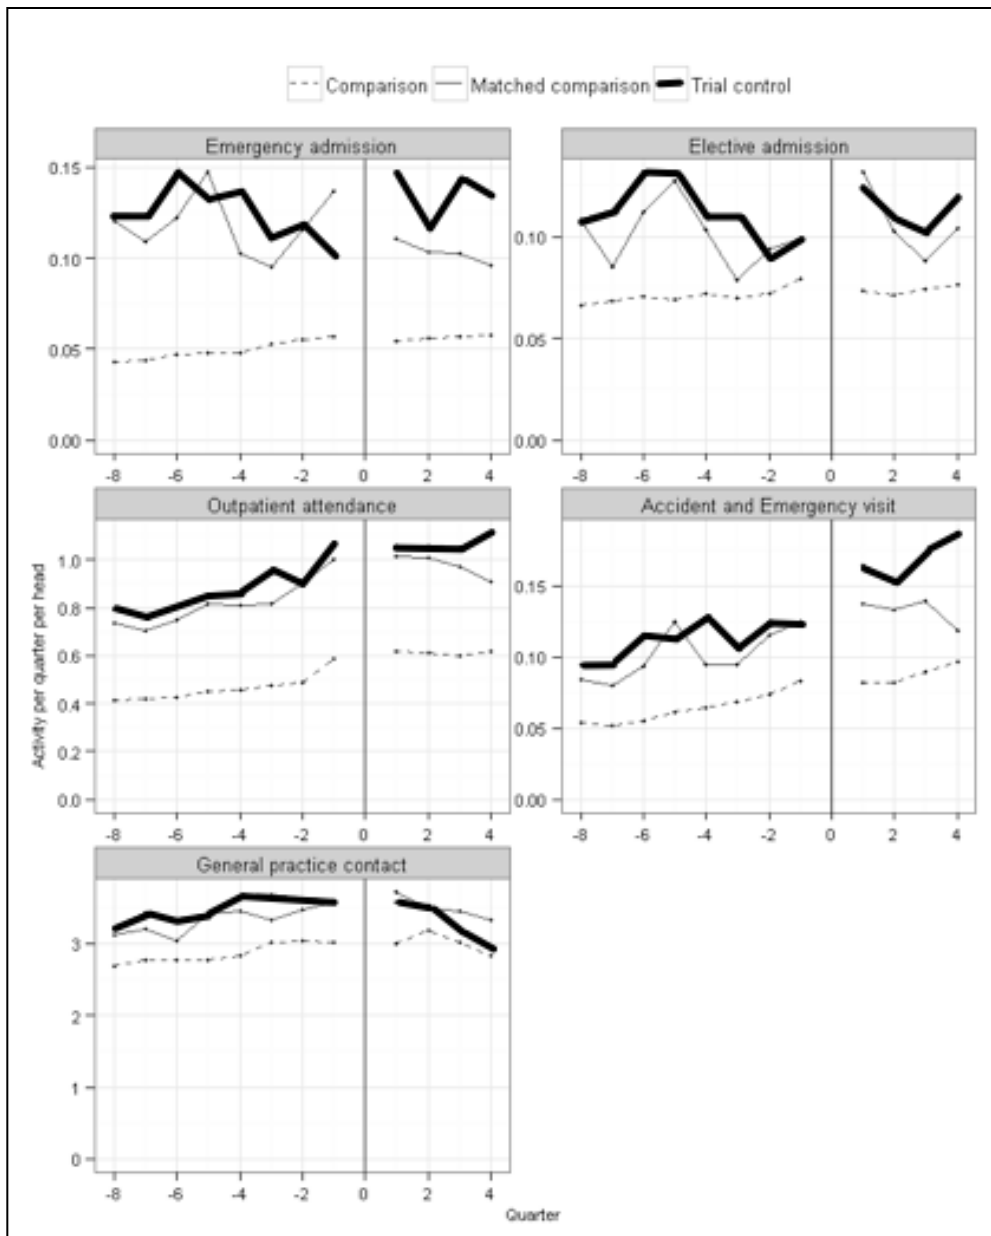 Comparison Matched comparison Trial control
Emergency admission Elective admission
0.15
0.10 0.10
0.05 0.05
0.00 0.00
-8 -6 -4 -2 0 2 4 -8 -6 -4 -2 0 2 4
Outpatient attendance Accident and Emergency visit
1.0
0.15
0.8
0.6
0.10
0.4
0.05
0.2
0.0 0.00
-8 -6 -4 -2 0 2 4 -8 -6 -4 -2 0 2 4
Activity per quarter per head
General practice contact
3
2
1
0
-8 -6 -4 -2 0 2 4
Quarter